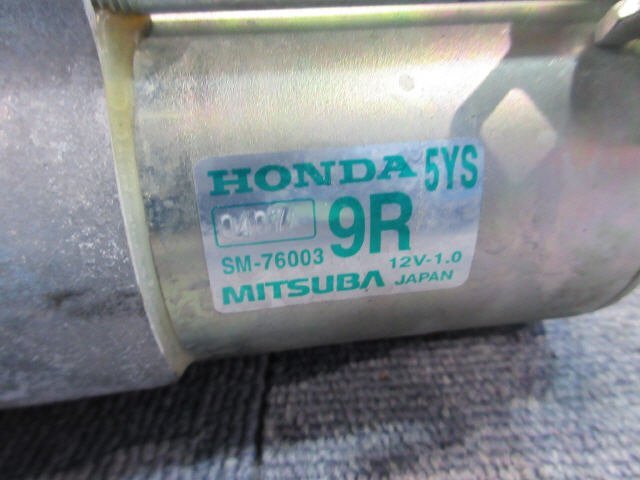 HONDA 5YS
9R
SM-76003 12V-1.0
MITSUBA JAPAN